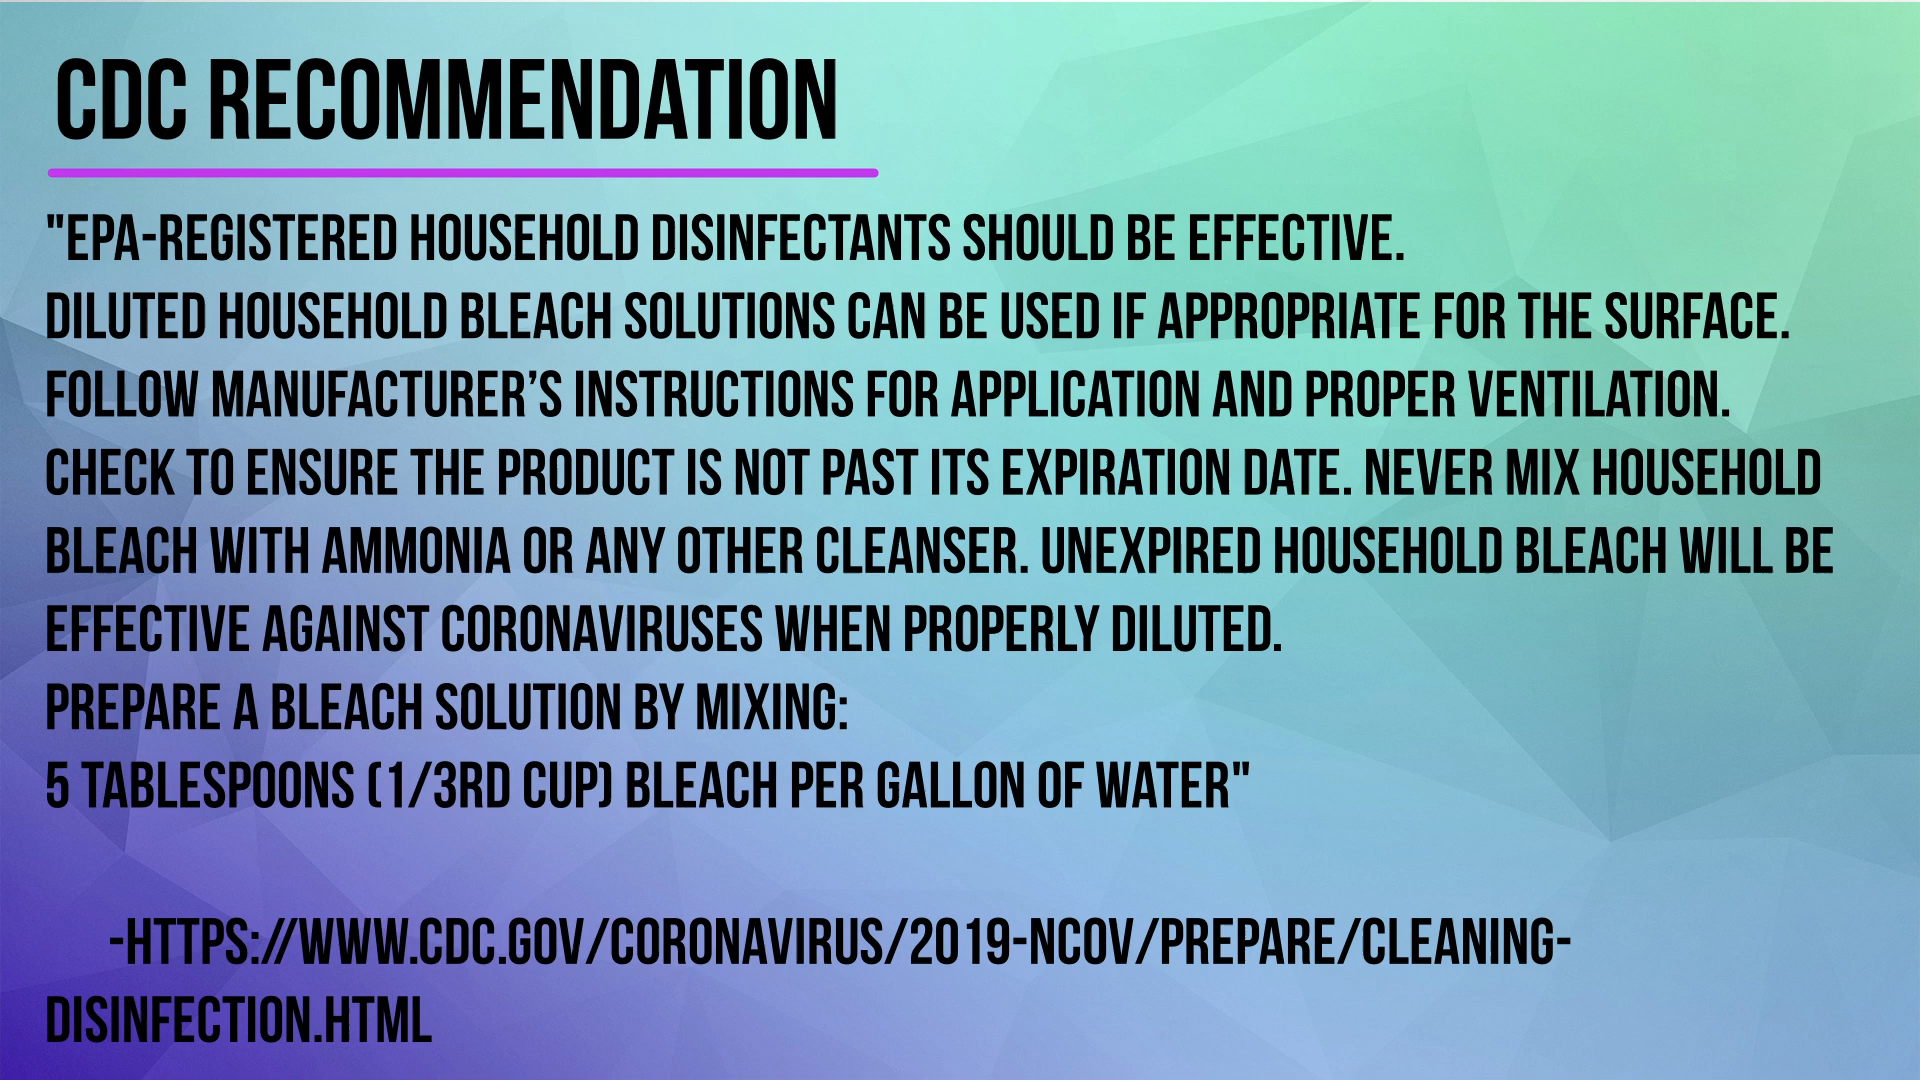 CDC RECOMMENDATION
"EPA-REGISTERED HOUSEHOLD DISINFECTANTS SHOULD BE EFFECTIVE.
DILUTED HOUSEHOLD BLEACH SOLUTIONS CAN BE USED IF APPROPRIATE FOR THE SURFACE.
FOLLOW MANUFACTURER’S INSTRUCTIONS FOR APPLICATION AND PROPER VENTILATION.
CHECK TO ENSURE THE PRODUCT IS NOT PAST ITS EXPIRATION DATE. NEVER MIX HOUSEHOLD
BLEACH WITH AMMONIA OR ANY OTHER CLEANSER. UNEXPIRED HOUSEHOLD BLEACH WILL BE
EFFECTIVE AGAINST CORONAVIRUSES WHEN PROPERLY DILUTED.
PREPARE A BLEACH SOLUTION BY MIXING:
5 TABLESPOONS (1/3RD CUP) BLEACH PER GALLON OF WATER"
-HTTPS://WWW.CDC.GOV/CORONAVIRUS/2019-NCOV/PREPARE/CLEANING-
DISINFECTION.HTML